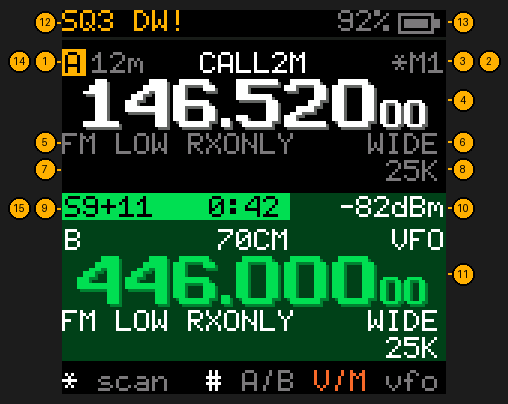 12 SQ3 DW! 92% 13
14 1 A 12m CALL2M *M1 3 2
146.52000 4
5 FM LOW RXONLY WIDE 6
7 25K 8
15 9 S9+11 0:42 -82dBm 10
B 70CM VFO
446.00000 11
FM LOW RXONLY WIDE
25K
* scan # A/B V/M vfo